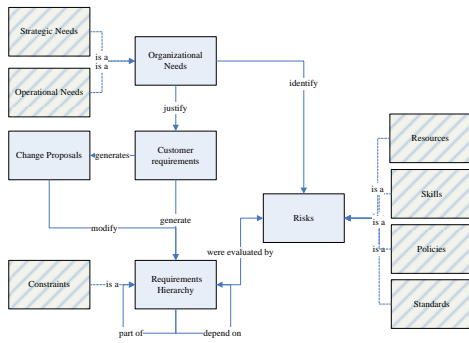 Strategic Needs
is a
is a
Operational Needs
Organizational
Needs
identify
justify
Change Proposals
generates
Customer
requirements
Resources
is a
Skills
is a
is a
Policies
Standards
Risks
generate
modify
were evaluated by
Constraints
is a
Requirements
Hierarchy
part of
depend on